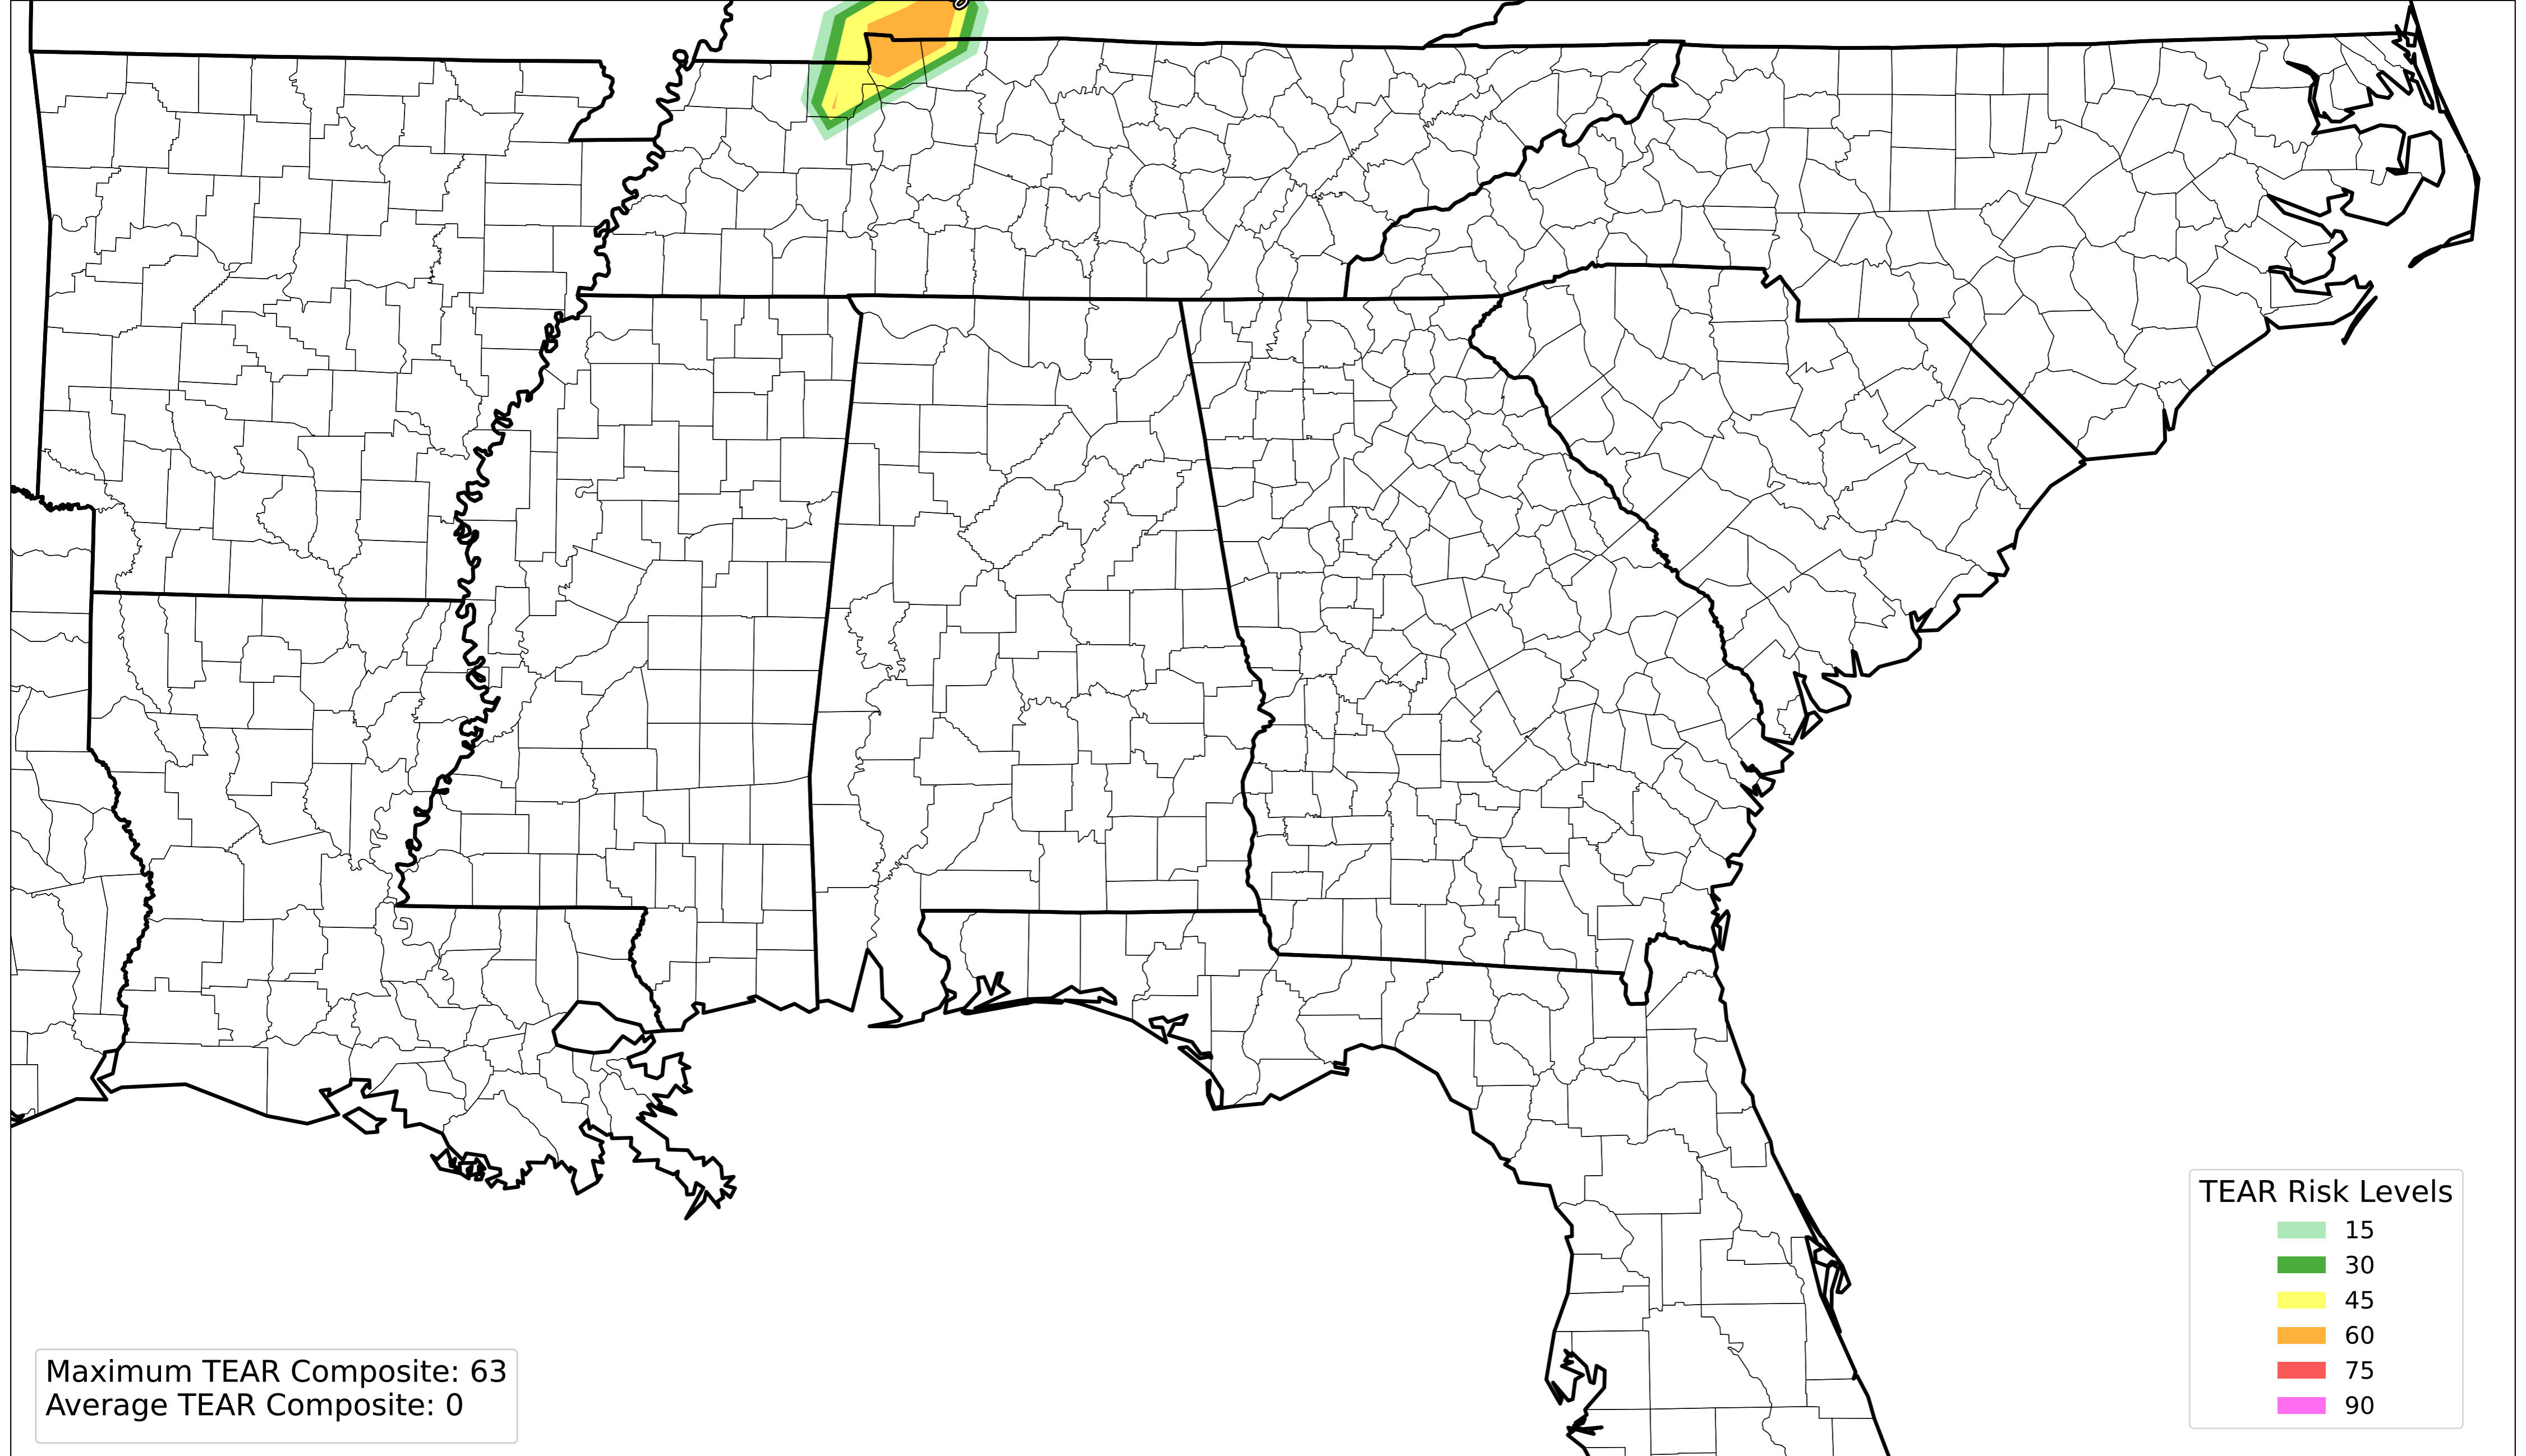 TEAR Risk Levels
15
30
45
60
75
90
Maximum TEAR Composite: 63
Average TEAR Composite: 0